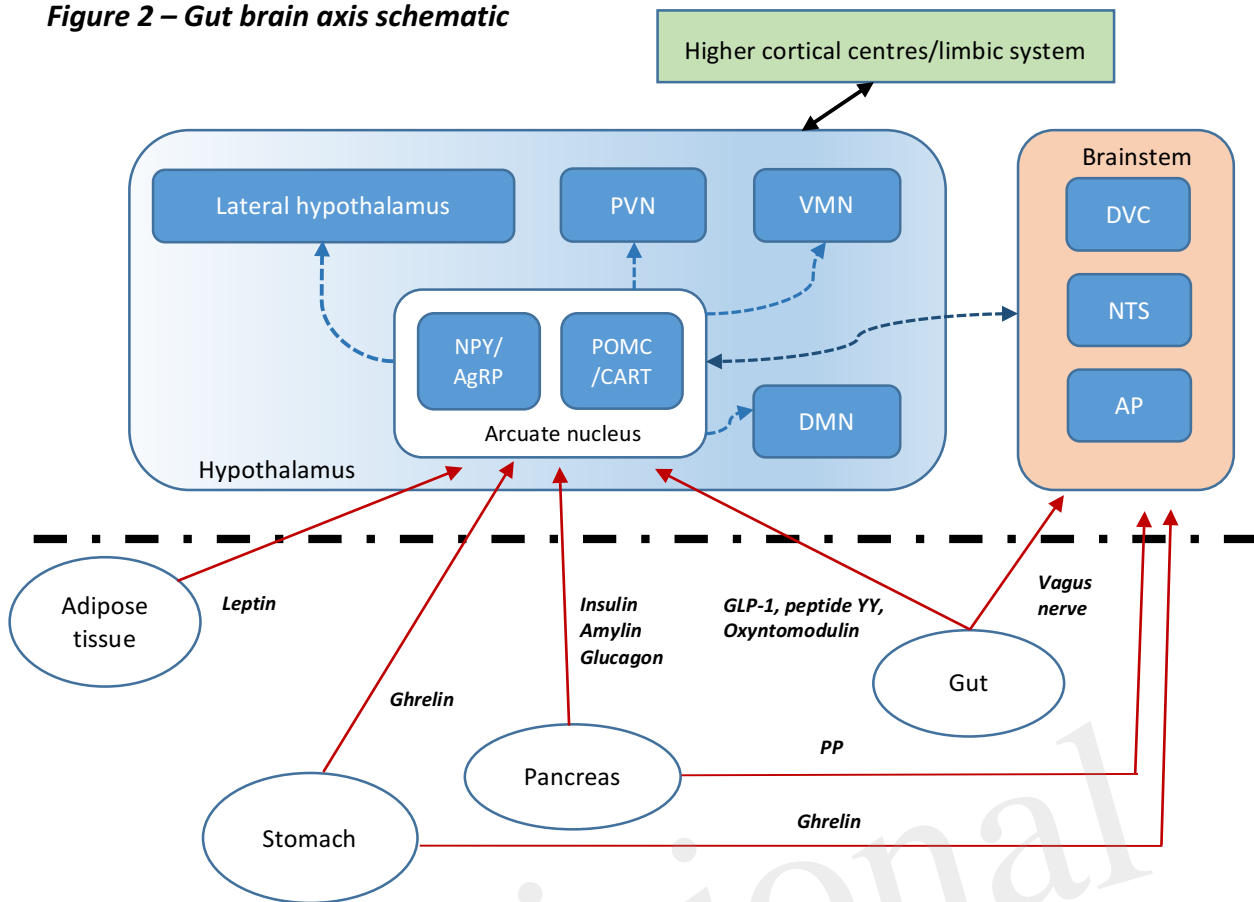 Figure 2 – Gut brain axis schematic
Higher cortical centres/limbic system
Brainstem
Lateral hypothalamus
PVN
VMN
DVC
NTS
NPY/
AgRP
POMC
/CART
AP
Arcuate nucleus
DMN
Hypothalamus
Adipose
tissue
Leptin
Insulin
Amylin
Glucagon
GLP-1, peptide YY,
Oxyntomodulin
Vagus
nerve
Gut
Ghrelin
PP
Pancreas
Ghrelin
Stomach